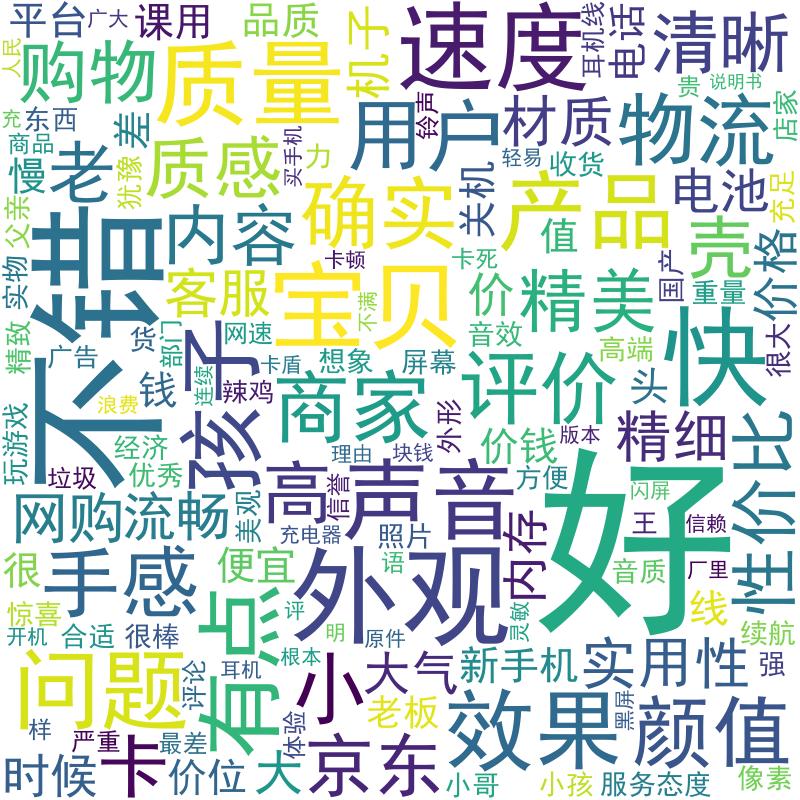 平台
广大
课用
品质
速度
耳机线
电话
清晰
人民
购物
质量
机子
铃声
贵
说明书
店家
充
东西
差
用户
材质
物流
商品
慢
老
犹豫
质感
买手机
力
轻易
收货
关机
电池
充足
父亲
内容
确实
产品
值
壳
价格
实物
不错
卡顿
卡死
国产
重量
精致
货
部门
客服
宝贝
不满
价
精美
网速
音效
广告
孩子
连续
卡盾
想象
屏幕
评价
高端
快
很大
浪费
钱
辣鸡
商家
外形
头
玩游戏
经济
理由
块钱
价钱
版本
精细
性价比
垃圾
优秀
高
信誉
声音
方便
好
闪屏
网购
流畅
美观
充电器
照片
内存
王
信赖
很
手感
便宜
外观
语
灵敏
音质
厂里
惊喜
有点
评
线
开机
合适
很棒
明
原件
续航
问题
评论
耳机
根本
小
大气
新手机
实用性
强
样
严重
最差
体验
老板
效果
黑屏
颜值
时候
卡
价位
大
京东
小哥
小孩
服务态度
像素